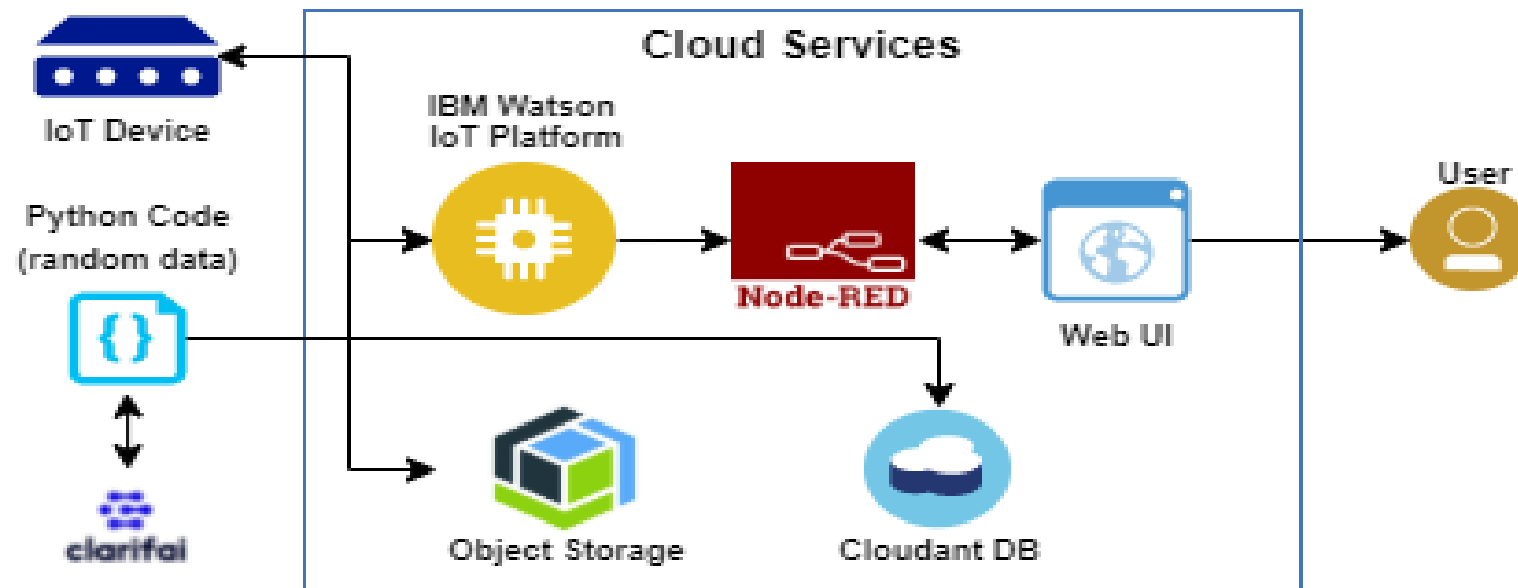 Cloud Services
IoT Device
IBM Watson
IoT Platform
User
Python Code
(random data)
Node-RED
Web UI
{}
clarifai
Object Storage
Cloudant DB